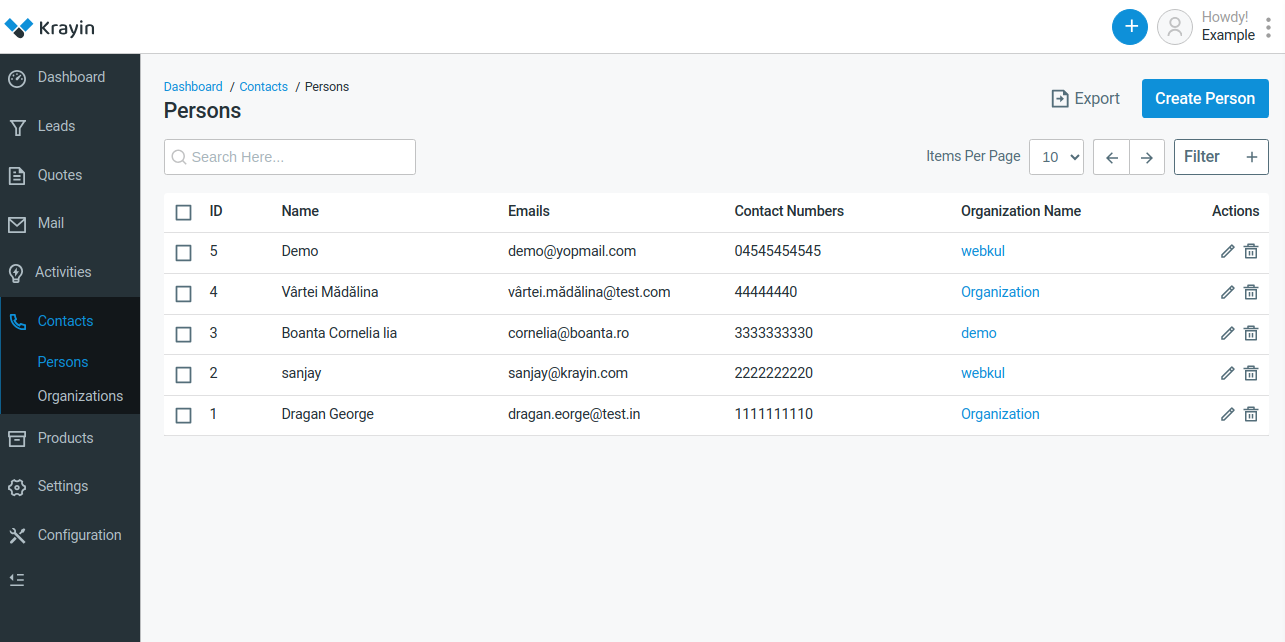 Krayin
+
Howdy!
Example
Dashboard
Leads
Quotes
Mail
Activities
Contacts
Persons
Organizations
Products
Settings
Configuration
Dashboard / Contacts / Persons
Persons
Export
Create Person
Search Here...
Items Per Page 10
Filter +
ID Name Emails Contact Numbers Organization Name Actions
5 Demo demo@yopmail.com 04545454545 webkul
4 Vârtei Mădălina vârtei.mădălina@test.com 44444440 Organization
3 Boanta Cornelia lia cornelia@boanta.ro 3333333330 demo
2 sanjay sanjay@krayin.com 2222222220 webkul
1 Dragan George dragan.eorge@test.in 1111111110 Organization